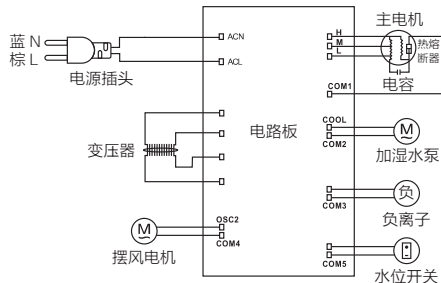 蓝 N
棕 L
电源插头
ACN
ACL
变压器
M
摆风电机
OSC2
COM4
电路板
H
M
L
COM1
主电机
热熔
断器
电容
COOL
COM2
M
加湿水泵
COM3
负
负离子
COM5
水位开关